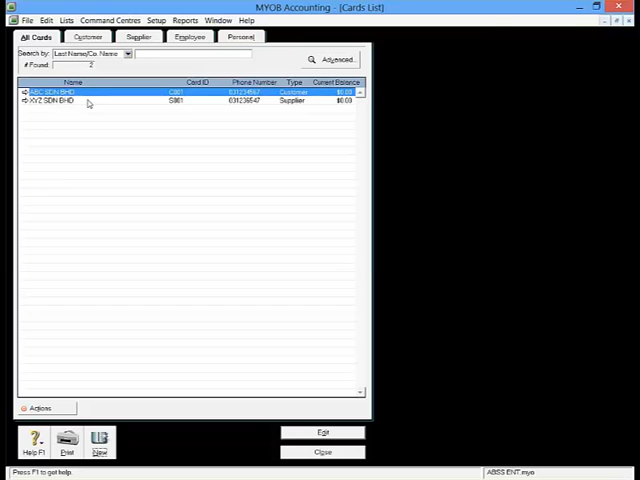 MYOB Accounting - [Cards List]
File Edit Lists Command Centres Setup Reports Window Help
All Cards Customer Supplier Employee Personal
Search by: Last Name/Co. Name
Advanced...
# Found: 2
Name Card ID Phone Number Type Current Balance
ABC SDN BHD C001 031234567 Customer $0.00
XYZ SDN BHD S001 031236547 Supplier $0.00
Actions
Help F1 Print New
Edit
Close
Press F1 to get help. ABSS ENT.myo